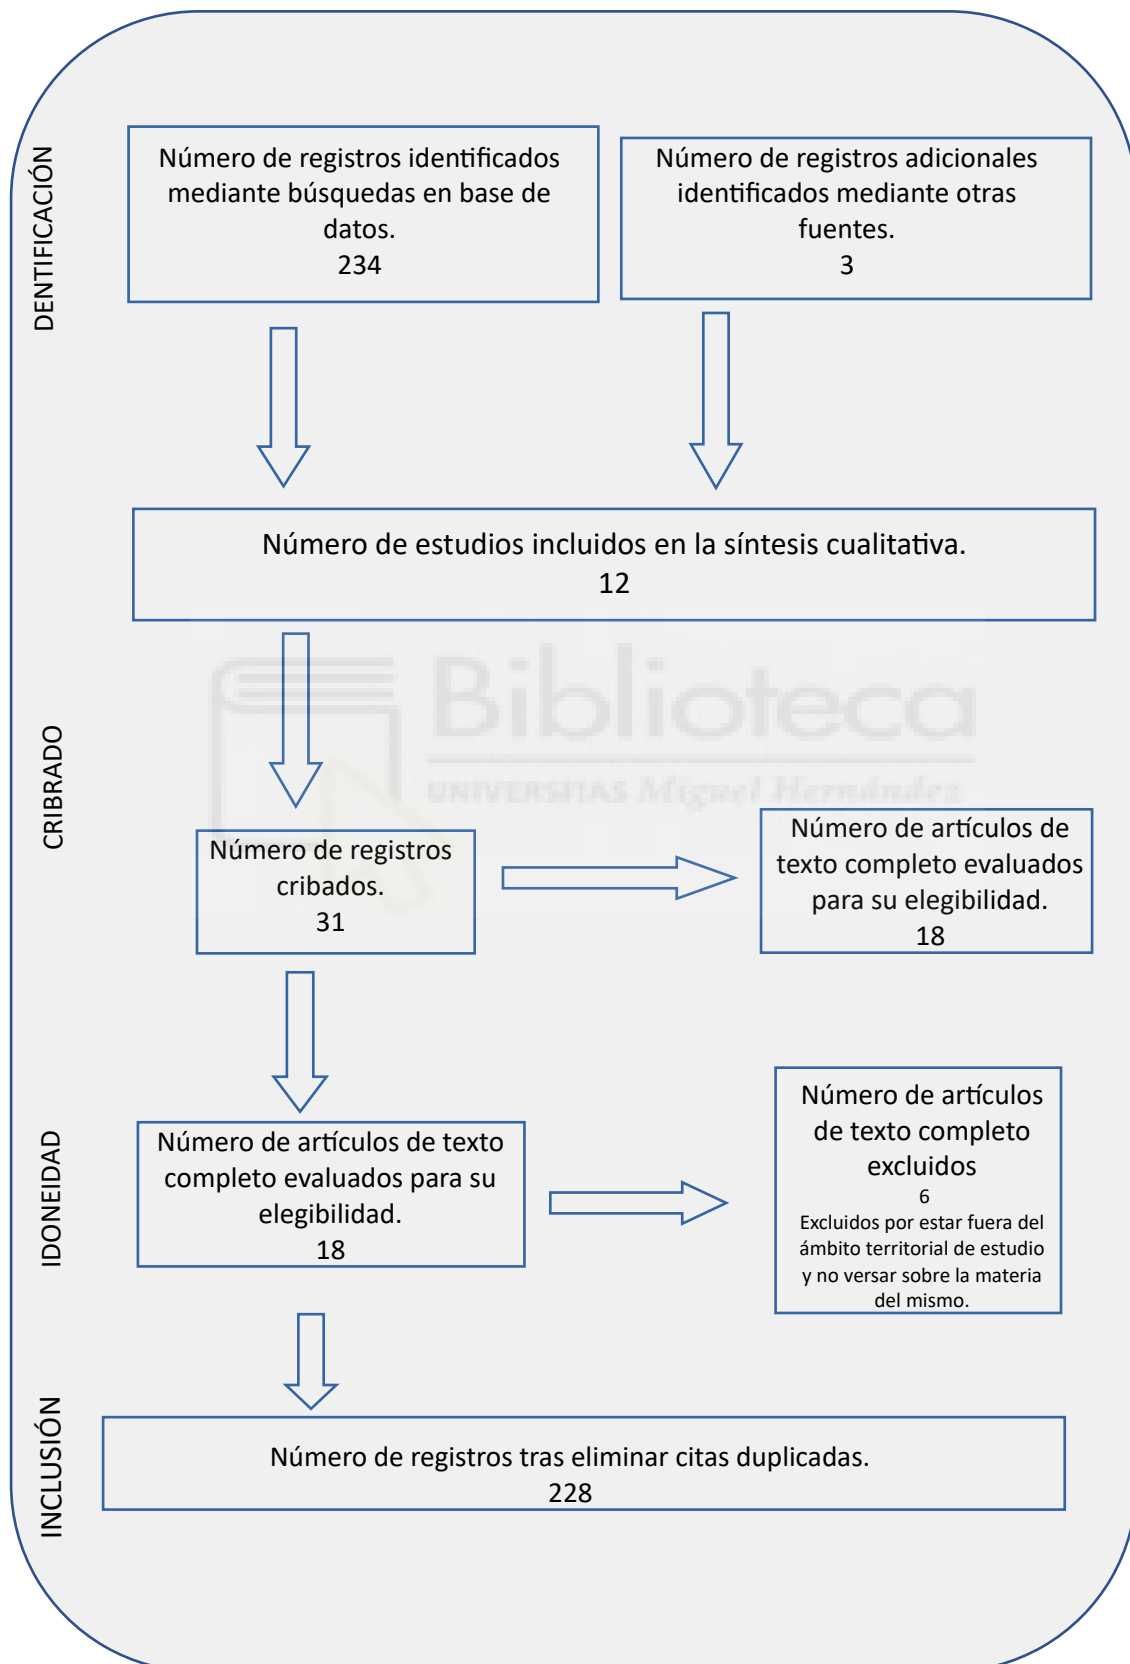 DENTIFICACIÓN
Número de registros identificados
mediante búsquedas en base de
datos.
234
Número de registros adicionales
identificados mediante otras
fuentes.
3
Número de estudios incluidos en la síntesis cualitativa.
12
Biblioteca
UNIVERSITAS Miguel Hernández
CRIBRADO
Número de registros
cribados.
31
Número de artículos de
texto completo evaluados
para su elegibilidad.
18
IDONEIDAD
Número de artículos de texto
completo evaluados para su
elegibilidad.
18
Número de artículos
de texto completo
excluidos
6
Excluidos por estar fuera del
ámbito territorial de estudio
y no versar sobre la materia
del mismo.
INCLUSIÓN
Número de registros tras eliminar citas duplicadas.
228